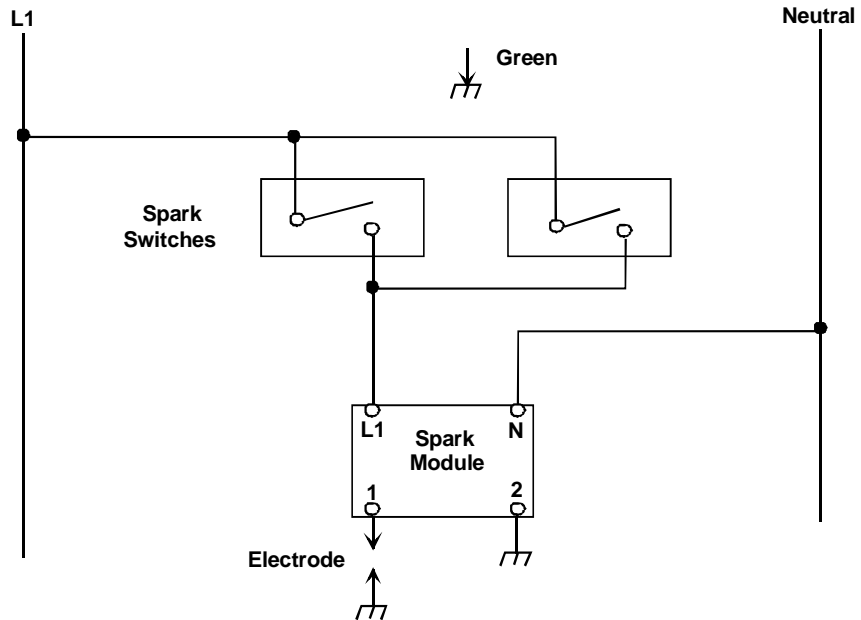 L1
Neutral
Green
Spark
Switches
L1
N
Spark
Module
1
2
Electrode